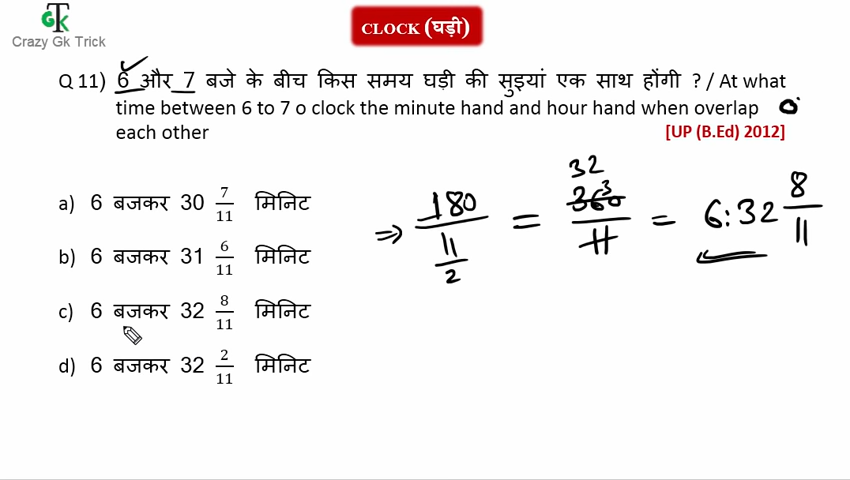 GTK
Crazy Gk Trick
CLOCK (घड़ी)
Q 11) 6 और 7 बजे के बीच किस समय घड़ी की सुइयां एक साथ होंगी ? / At what
time between 6 to 7 o clock the minute hand and hour hand when overlap 0°
each other [UP (B.Ed) 2012]
a) 6 बजकर 30 7/11 मिनिट
b) 6 बजकर 31 6/11 मिनिट
c) 6 बजकर 32 8/11 मिनिट
d) 6 बजकर 32 2/11 मिनिट
32 3
⇒ 180/(11/2) = 360/11 = 6:32 8/11